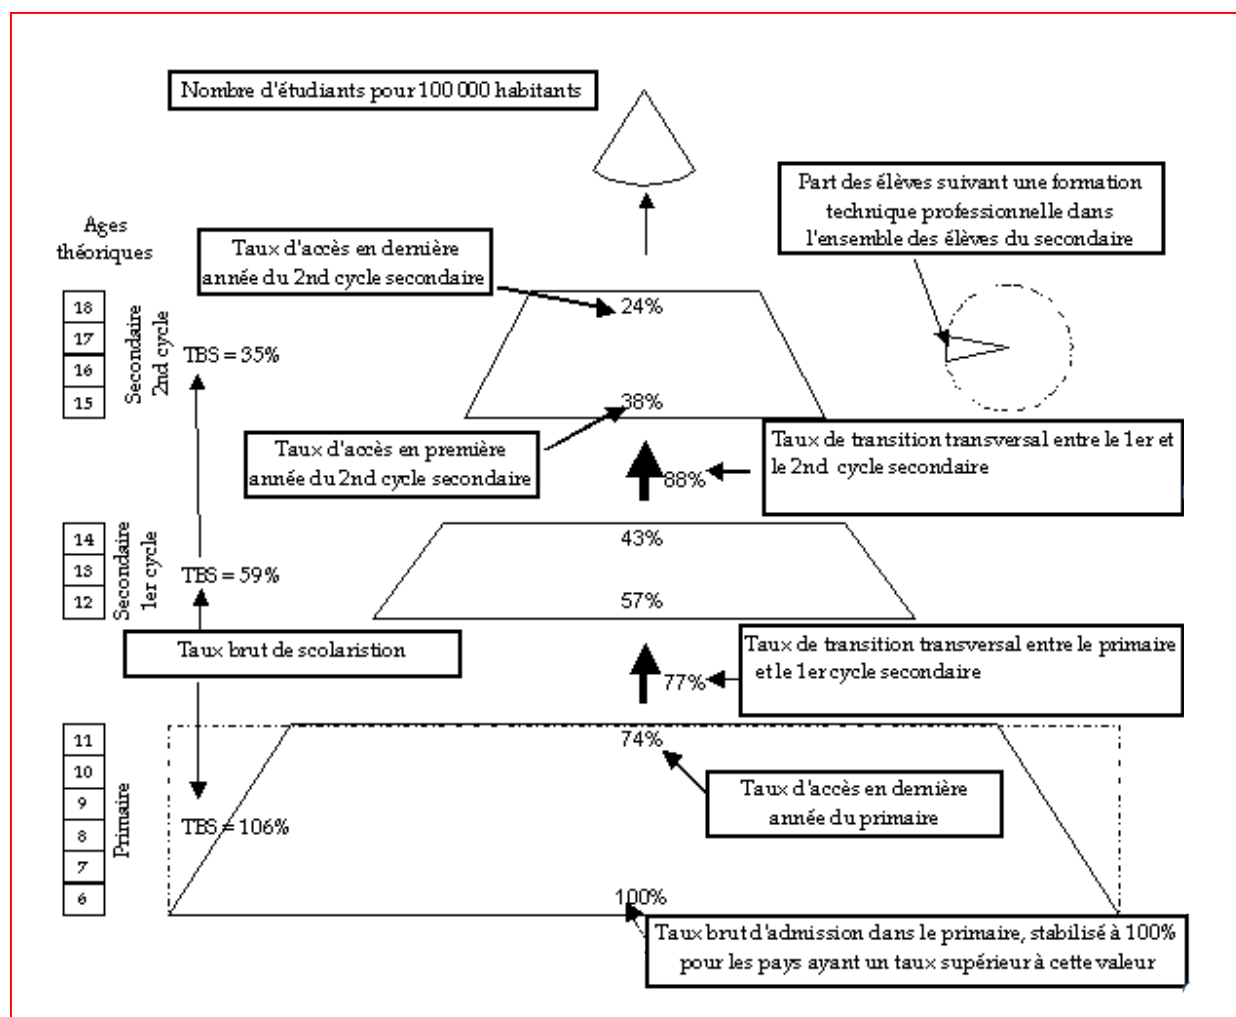 Nombre d'étudiants pour 100 000 habitants
Part des élèves suivant une formation
technique professionnelle dans
l'ensemble des élèves du secondaire
Ages
théoriques
Taux d'accès en dernière
année du 2nd cycle secondaire
18
17
16
15
Secondaire
2nd cycle
TBS = 35%
24%
38%
Taux d'accès en première
année du 2nd cycle secondaire
88%
Taux de transition transversal entre le 1er et
le 2nd cycle secondaire
14
13
12
Secondaire
1er cycle
TBS = 59%
43%
57%
Taux brut de scolaristion
77%
Taux de transition transversal entre le primaire
et le 1er cycle secondaire
11
10
9
8
7
6
Primaire
TBS = 106%
74%
Taux d'accès en dernière
année du primaire
100%
Taux brut d'admission dans le primaire, stabilisé à 100%
pour les pays ayant un taux supérieur à cette valeur